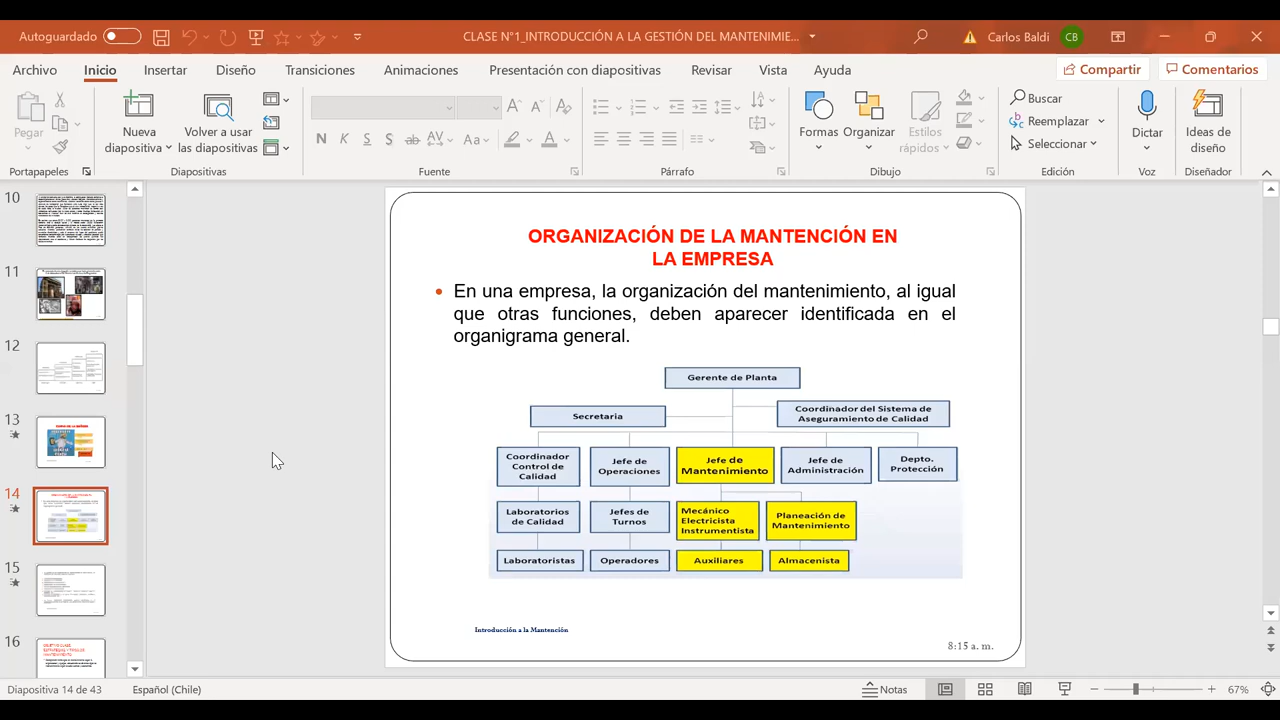 Autoguardado
CLASE N°1_INTRODUCCIÓN A LA GESTIÓN DEL MANTENIMIE...
Carlos Baldi CB
Archivo Inicio Insertar Diseño Transiciones Animaciones Presentación con diapositivas Revisar Vista Ayuda Compartir Comentarios
Pegar
Nueva diapositiva
Volver a usar las diapositivas
N K S S ab AV Aa A
Formas
Organizar
Estilos rápidos
Buscar
Reemplazar
Seleccionar
Dictar
Ideas de diseño
Portapapeles Diapositivas Fuente Párrafo Dibujo Edición Voz Diseñador
10
11
12
13
14
15
16
ORGANIZACIÓN DE LA MANTENCIÓN EN
LA EMPRESA
• En una empresa, la organización del mantenimiento, al igual
que otras funciones, deben aparecer identificada en el
organigrama general.
Gerente de Planta
Secretaria
Coordinador del Sistema de
Aseguramiento de Calidad
Coordinador
Control de
Calidad
Jefe de
Operaciones
Jefe de
Mantenimiento
Jefe de
Administración
Depto.
Protección
Laboratorios
de Calidad
Jefes de
Turnos
Mecánico
Electricista
Instrumentista
Planeación de
Mantenimiento
Laboratoristas
Operadores
Auxiliares
Almacenista
Introducción a la Mantención
8:15 a. m.
Diapositiva 14 de 43 Español (Chile) Notas 67%